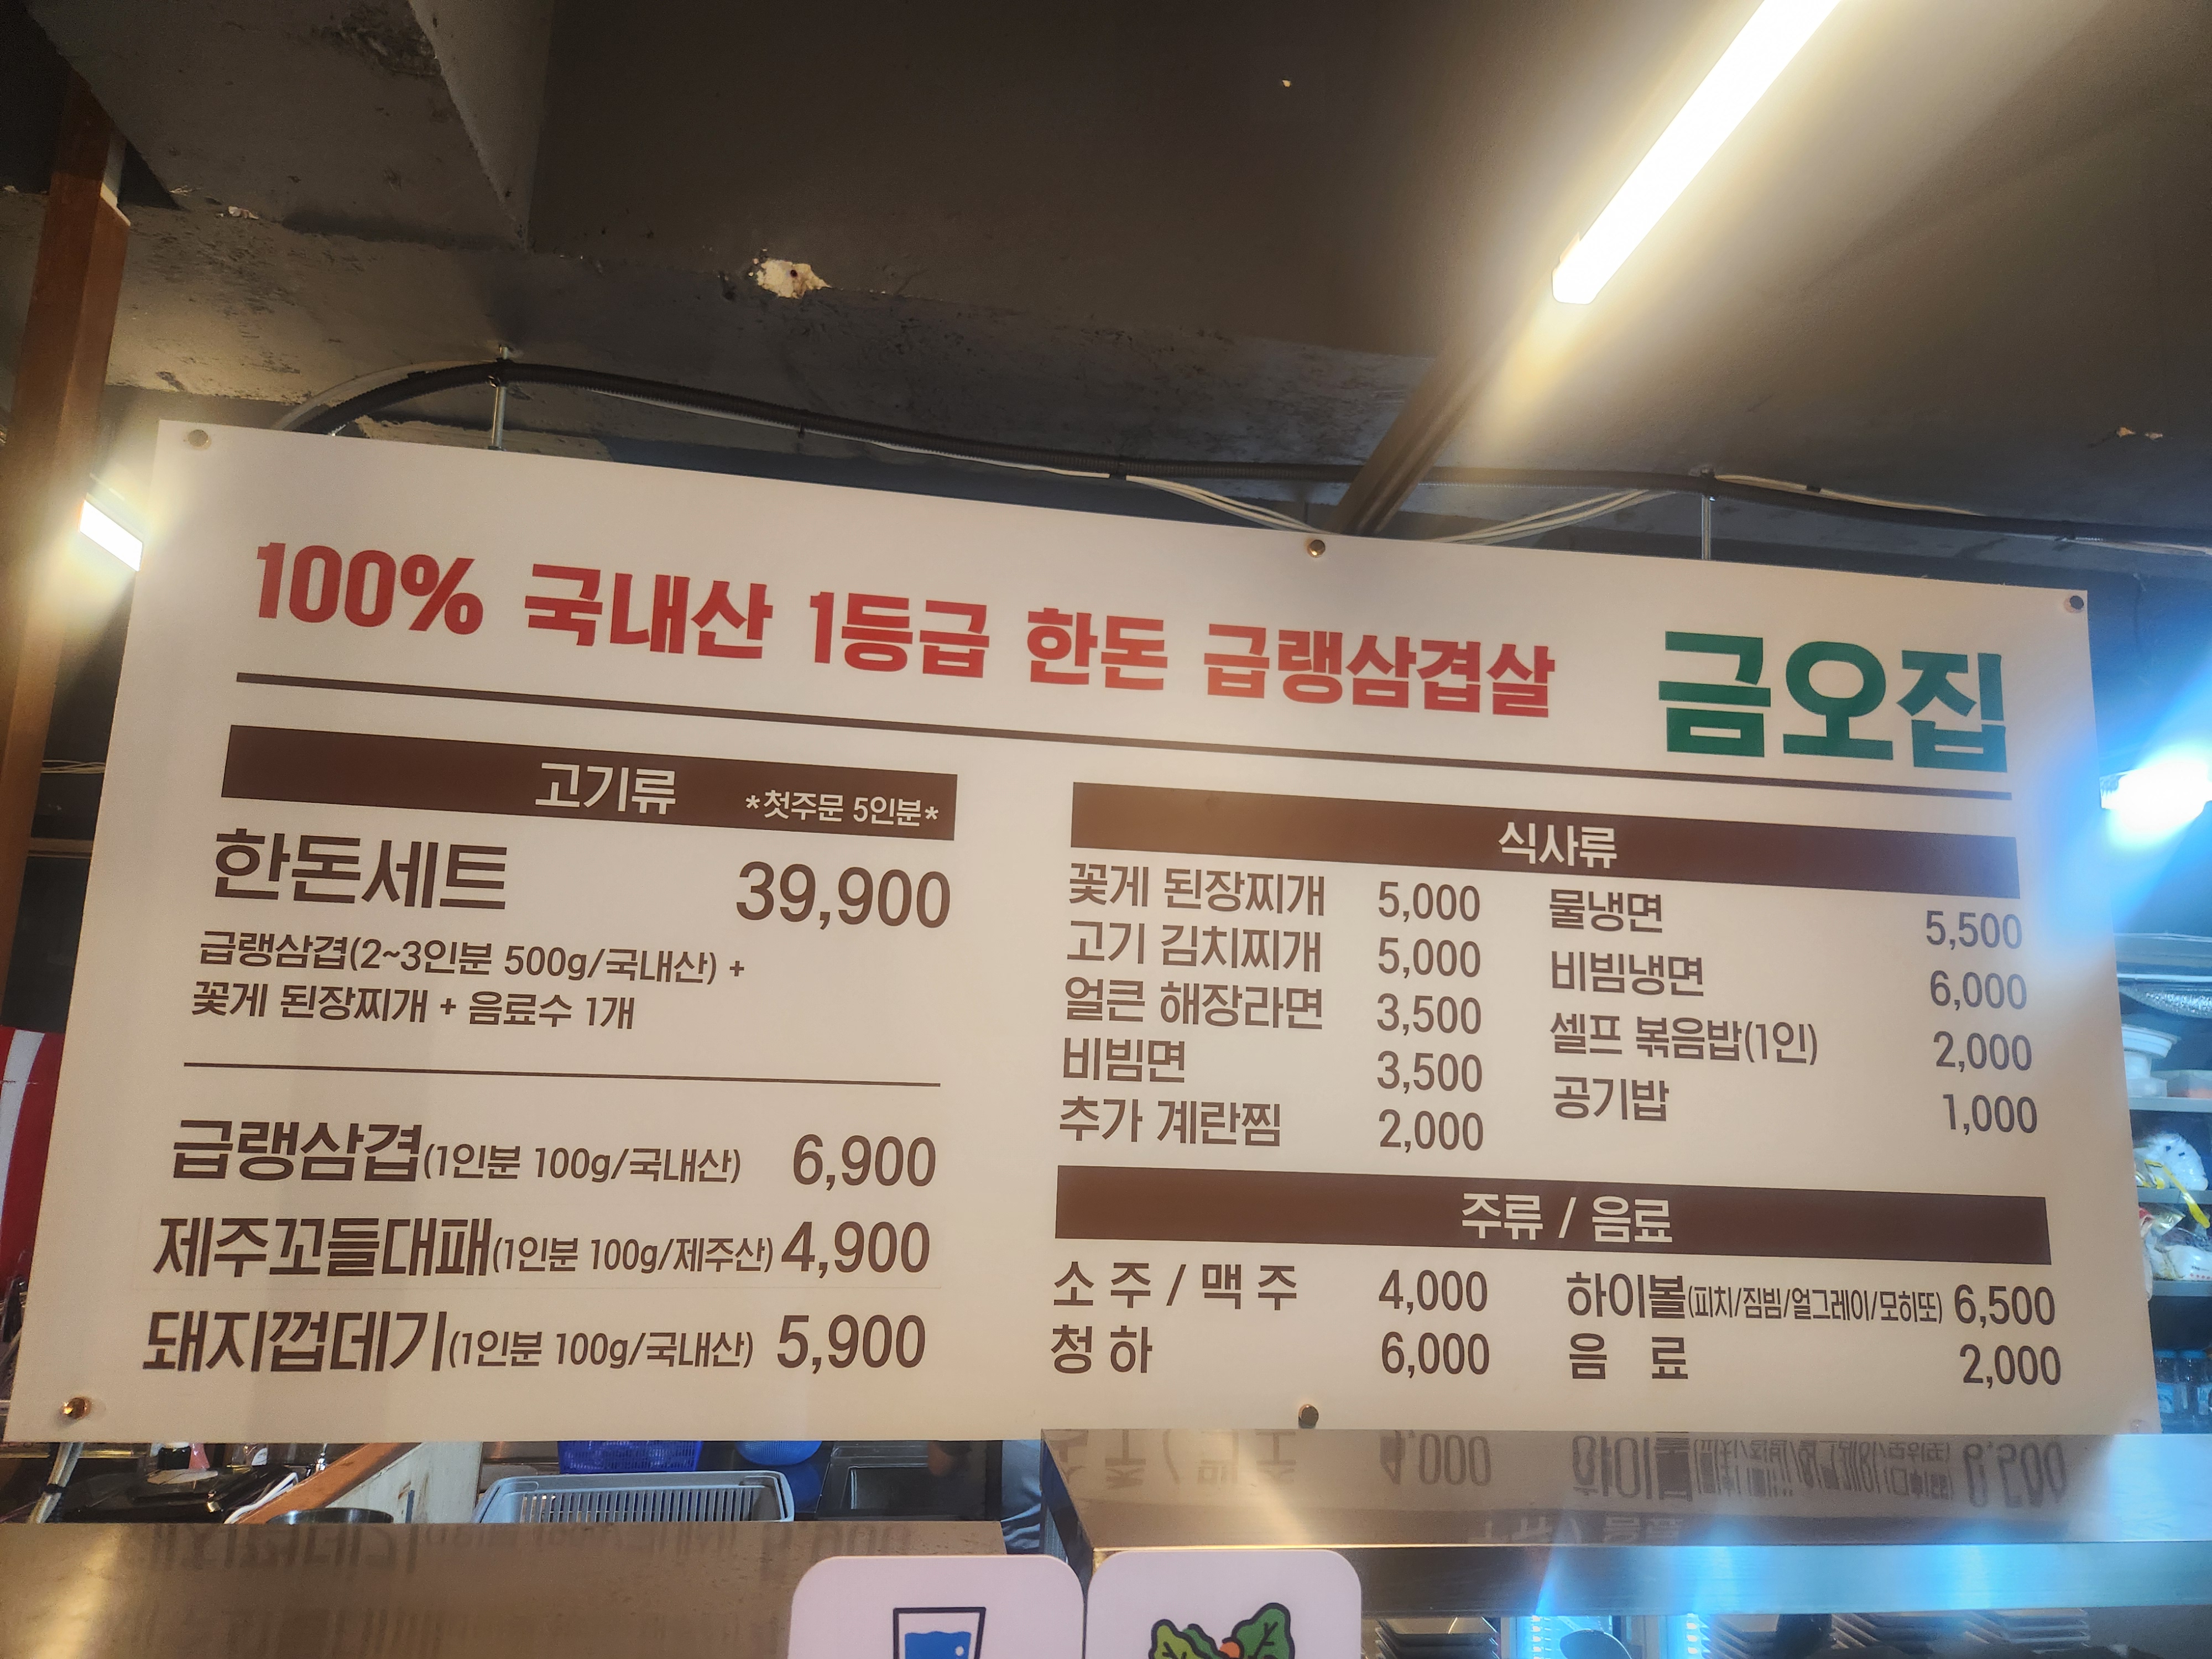 100% 국내산 1등급 한돈 급랭삼겹살 금오집
고기류 *첫주문 5인분*
한돈세트 39,900
급랭삼겹(2~3인분 500g/국내산) +
꽃게 된장찌개 + 음료수 1개
급랭삼겹(1인분 100g/국내산) 6,900
제주꼬들대패(1인분 100g/제주산) 4,900
돼지껍데기(1인분 100g/국내산) 5,900
식사류
꽃게 된장찌개 5,000
고기 김치찌개 5,000
얼큰 해장라면 3,500
비빔면 3,500
추가 계란찜 2,000
물냉면 5,500
비빔냉면 6,000
셀프 볶음밥(1인) 2,000
공기밥 1,000
주류 / 음료
소 주 / 맥 주 4,000
청 하 6,000
하이볼(피치/짐빔/얼그레이/모히또) 6,500
음 료 2,000